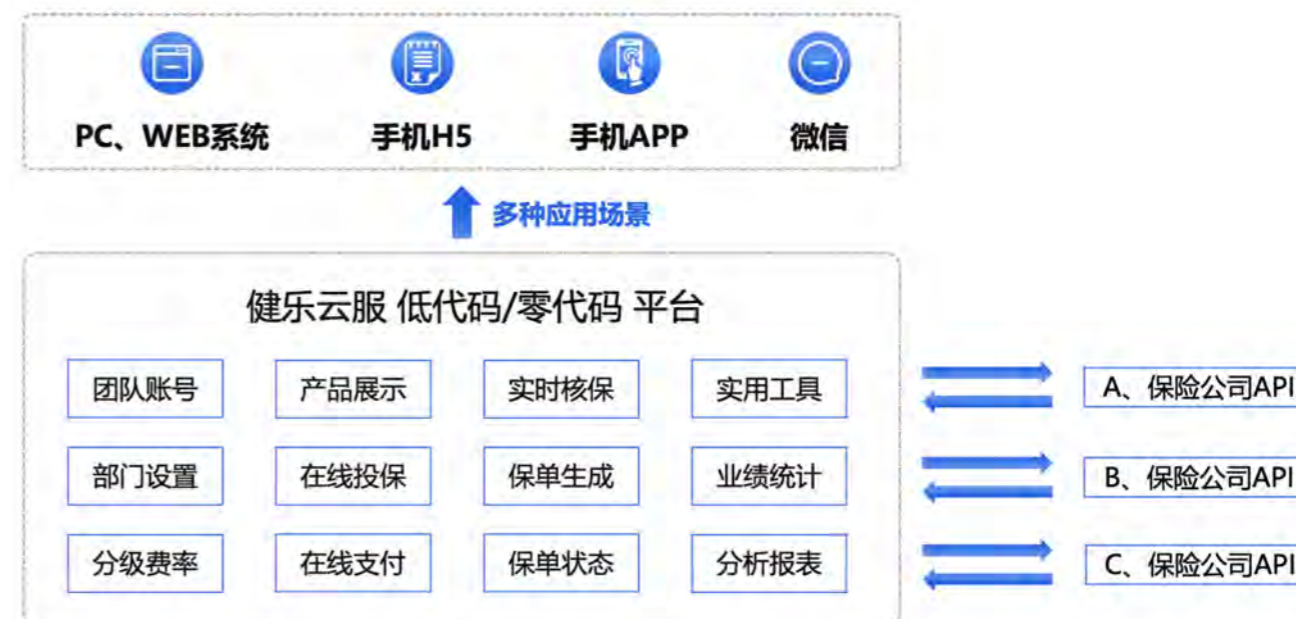 PC、WEB系统 手机H5 手机APP 微信
多种应用场景
健乐云服 低代码/零代码 平台
团队账号 产品展示 实时核保 实用工具 A、保险公司API
部门设置 在线投保 保单生成 业绩统计 B、保险公司API
分级费率 在线支付 保单状态 分析报表 C、保险公司API